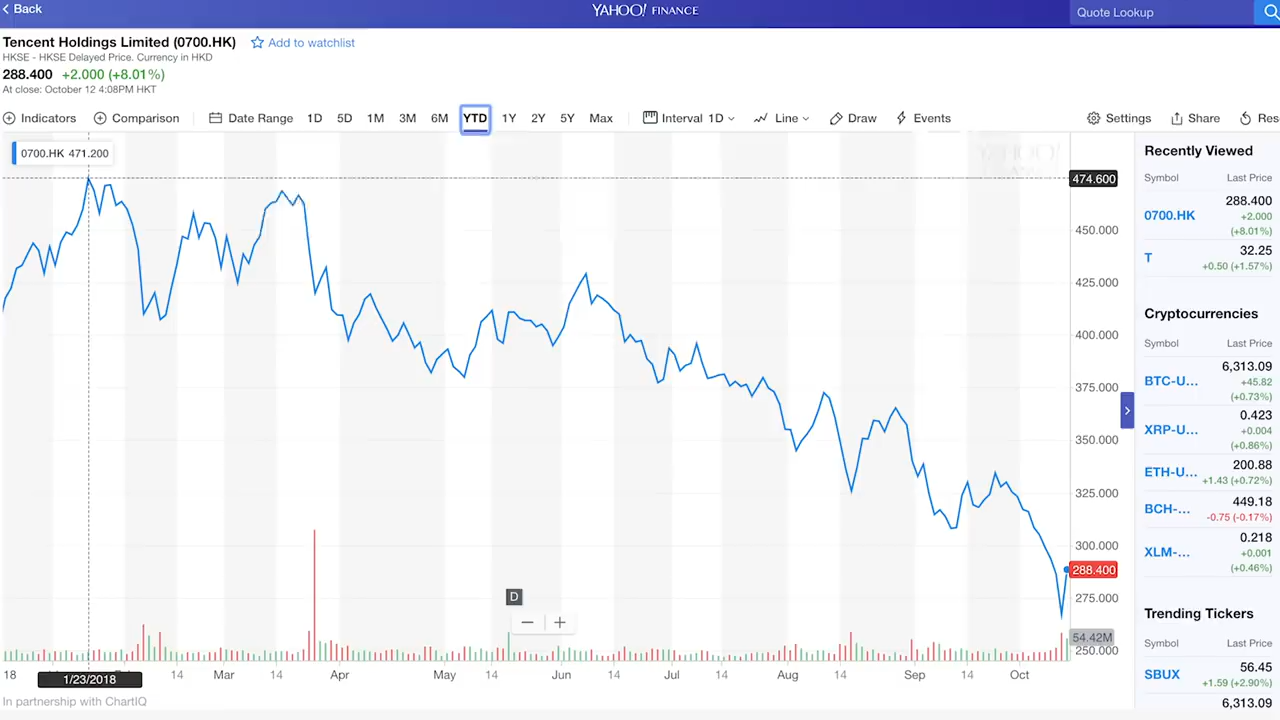 Back
YAHOO! FINANCE
Quote Lookup
Tencent Holdings Limited (0700.HK) Add to watchlist
HKSE - HKSE Delayed Price. Currency in HKD
288.400 +2.000 (+8.01%)
At close: October 12 4:08PM HKT
Indicators Comparison Date Range 1D 5D 1M 3M 6M YTD 1Y 2Y 5Y Max Interval 1D Line Draw Events Settings Share Res
0700.HK 471.200
YAHOO!
474.600
450.000
425.000
400.000
375.000
350.000
325.000
300.000
288.400
275.000
D
54.42M
250.000
18 14 Mar 14 Apr May 14 Jun 14 Jul 14 Aug 14 Sep 14 Oct
1/23/2018
In partnership with ChartIQ
Recently Viewed
Symbol Last Price
0700.HK 288.400
+2.000
(+8.01%)
T 32.25
+0.50 (+1.57%)
Cryptocurrencies
Symbol Last Price
BTC-U... 6,313.09
+45.82
(+0.73%)
XRP-U... 0.423
+0.004
(+0.86%)
ETH-U... 200.88
+1.43 (+0.72%)
BCH-... 449.18
-0.75 (-0.17%)
XLM-... 0.218
+0.001
(+0.46%)
Trending Tickers
Symbol Last Price
SBUX 56.45
+1.59 (+2.90%)
6,313.09